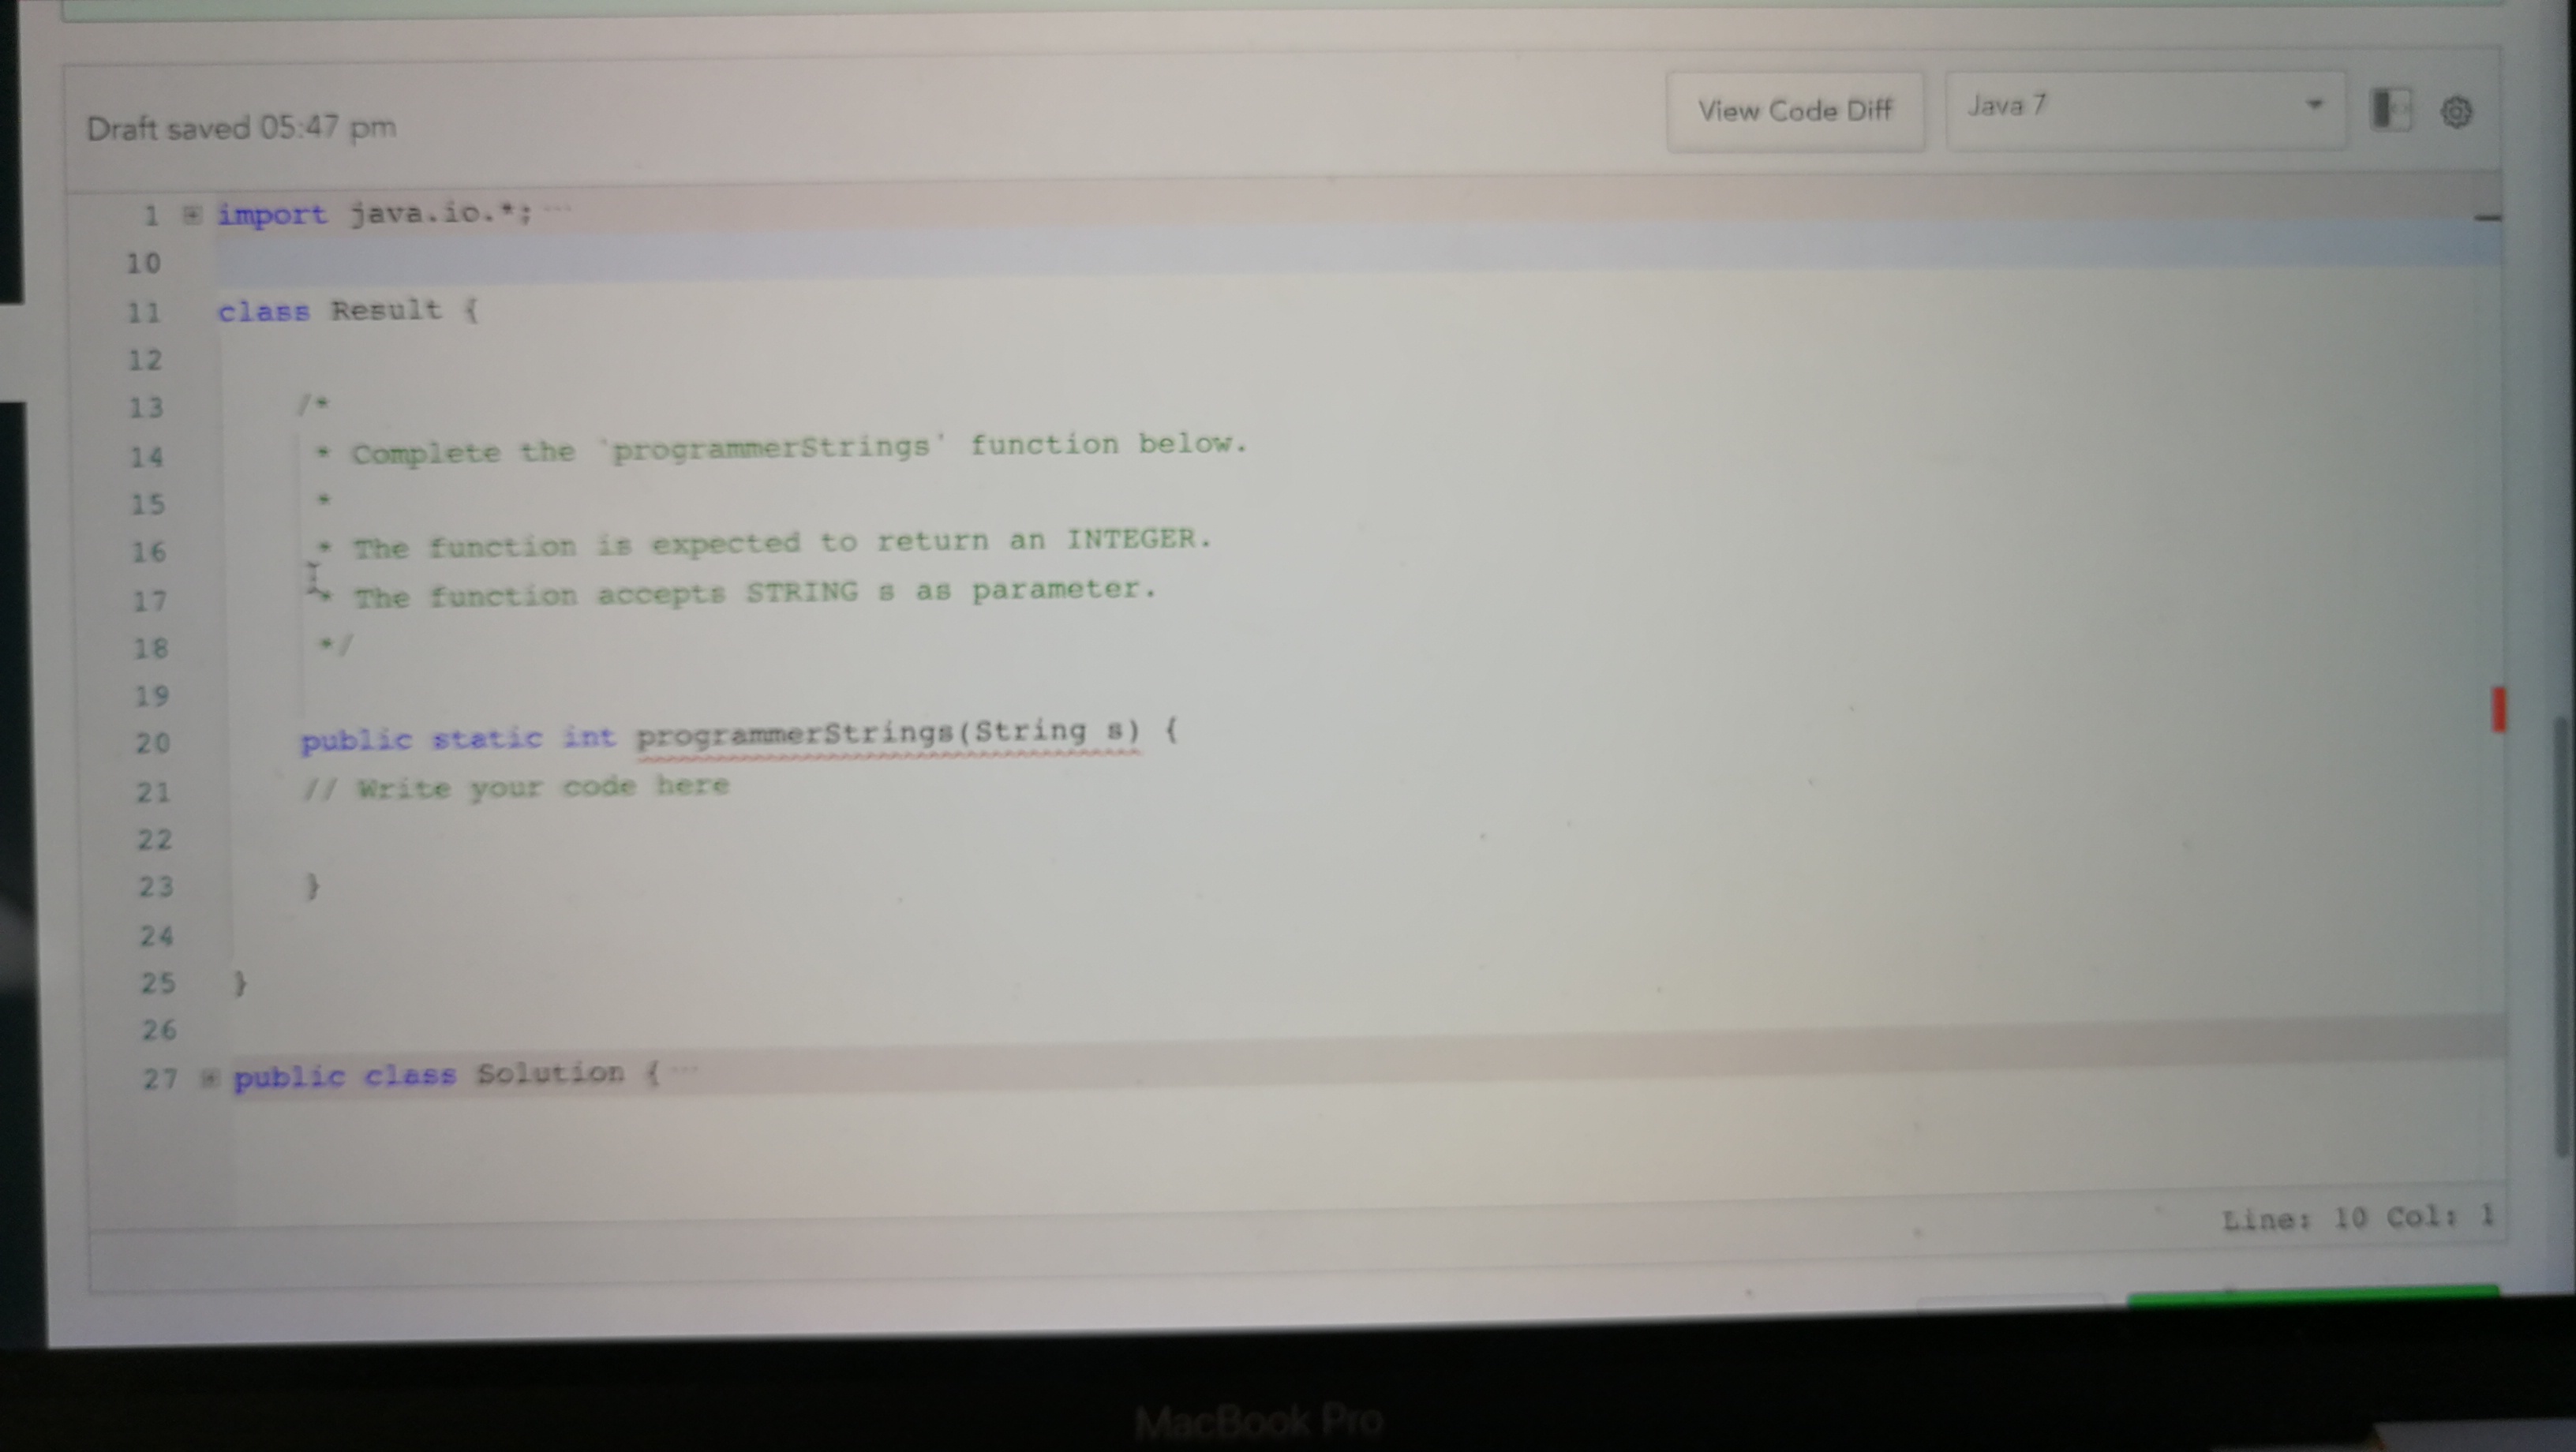 Draft saved 05:47 pm
View Code Diff
Java 7
1 import java.io.*; ...
10
11 class Result {
12
13 /*
14 * Complete the `programmerStrings' function below.
15 *
16 * The function is expected to return an INTEGER.
17 * The function accepts STRING s as parameter.
18 */
19
20 public static int programmerStrings(String s) {
21 // Write your code here
22
23 }
24
25 }
26
27 public class Solution { ...
Line: 10 Col: 1
MacBook Pro